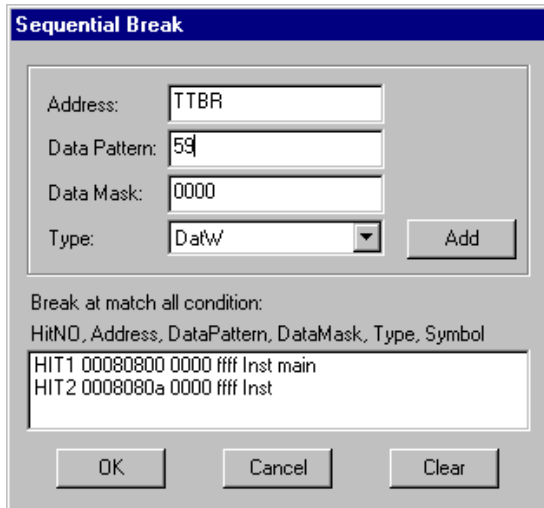 Sequential Break
Address: TTBR
Data Pattern: 59
Data Mask: 0000
Type: DatW Add
Break at match all condition:
HitNO, Address, DataPattern, DataMask, Type, Symbol
HIT1 00080800 0000 ffff Inst main
HIT2 0008080a 0000 ffff Inst
OK Cancel Clear